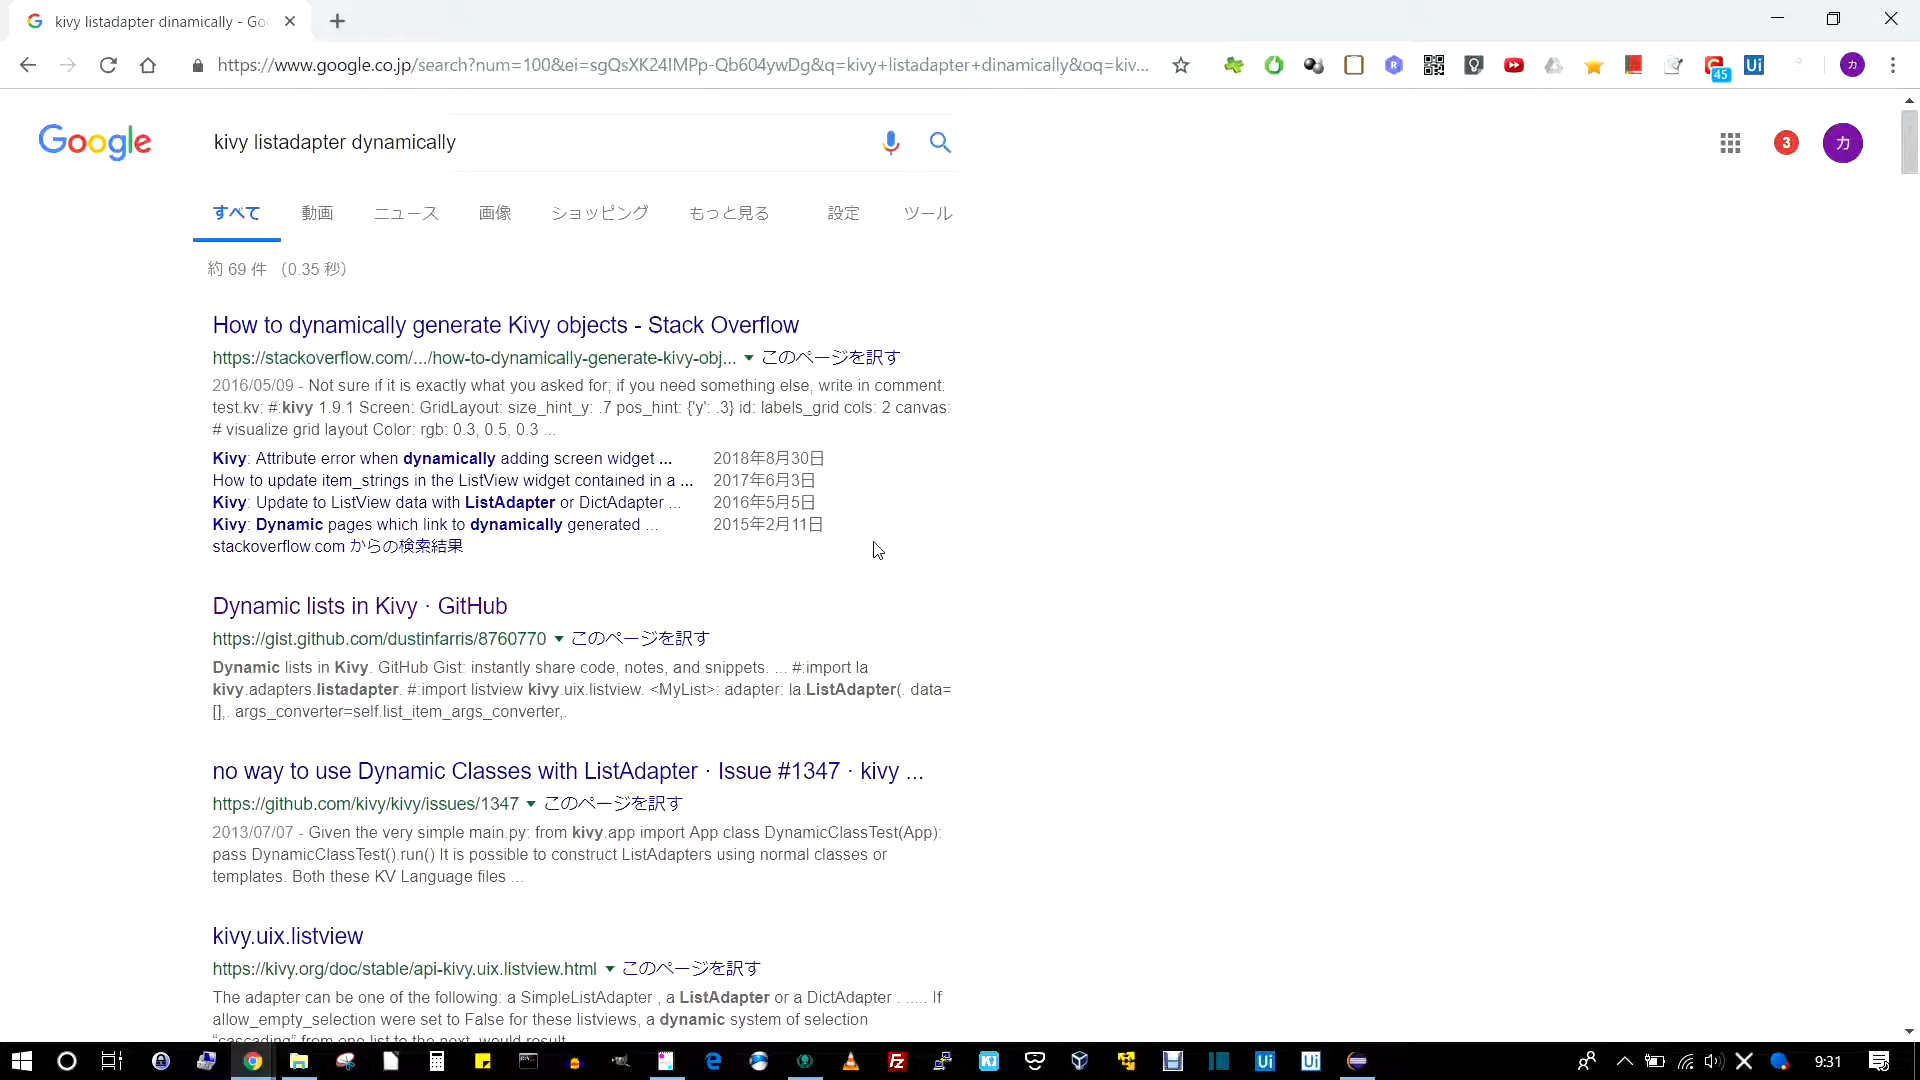 kivy listadapter dinamically - Goo
https://www.google.co.jp/search?num=100&ei=sgQsXK24IMPp-Qb604ywDg&q=kivy+listadapter+dinamically&oq=kiv...
45
Ui
カ
Google
kivy listadapter dynamically
3
カ
すべて 動画 ニュース 画像 ショッピング もっと見る 設定 ツール
約 69 件 （0.35 秒）
How to dynamically generate Kivy objects - Stack Overflow
https://stackoverflow.com/.../how-to-dynamically-generate-kivy-obj... このページを訳す
2016/05/09 - Not sure if it is exactly what you asked for; if you need something else, write in comment:
test.kv: #:kivy 1.9.1 Screen: GridLayout: size_hint_y: .7 pos_hint: {'y': .3} id: labels_grid cols: 2 canvas:
# visualize grid layout Color: rgb: 0.3, 0.5, 0.3 ...
Kivy: Attribute error when dynamically adding screen widget ... 2018年8月30日
How to update item_strings in the ListView widget contained in a ... 2017年6月3日
Kivy: Update to ListView data with ListAdapter or DictAdapter ... 2016年5月5日
Kivy: Dynamic pages which link to dynamically generated ... 2015年2月11日
stackoverflow.com からの検索結果
Dynamic lists in Kivy · GitHub
https://gist.github.com/dustinfarris/8760770 このページを訳す
Dynamic lists in Kivy. GitHub Gist: instantly share code, notes, and snippets. ... #:import la
kivy.adapters.listadapter. #:import listview kivy.uix.listview. <MyList>: adapter: la.ListAdapter(. data=
[],. args_converter=self.list_item_args_converter,.
no way to use Dynamic Classes with ListAdapter · Issue #1347 · kivy ...
https://github.com/kivy/kivy/issues/1347 このページを訳す
2013/07/07 - Given the very simple main.py: from kivy.app import App class DynamicClassTest(App):
pass DynamicClassTest().run() It is possible to construct ListAdapters using normal classes or
templates. Both these KV Language files ...
kivy.uix.listview
https://kivy.org/doc/stable/api-kivy.uix.listview.html このページを訳す
The adapter can be one of the following: a SimpleListAdapter , a ListAdapter or a DictAdapter . ..... If
allow_empty_selection were set to False for these listviews, a dynamic system of selection
“cascading” from one list to the next, would result.
Ui Ui
9:31